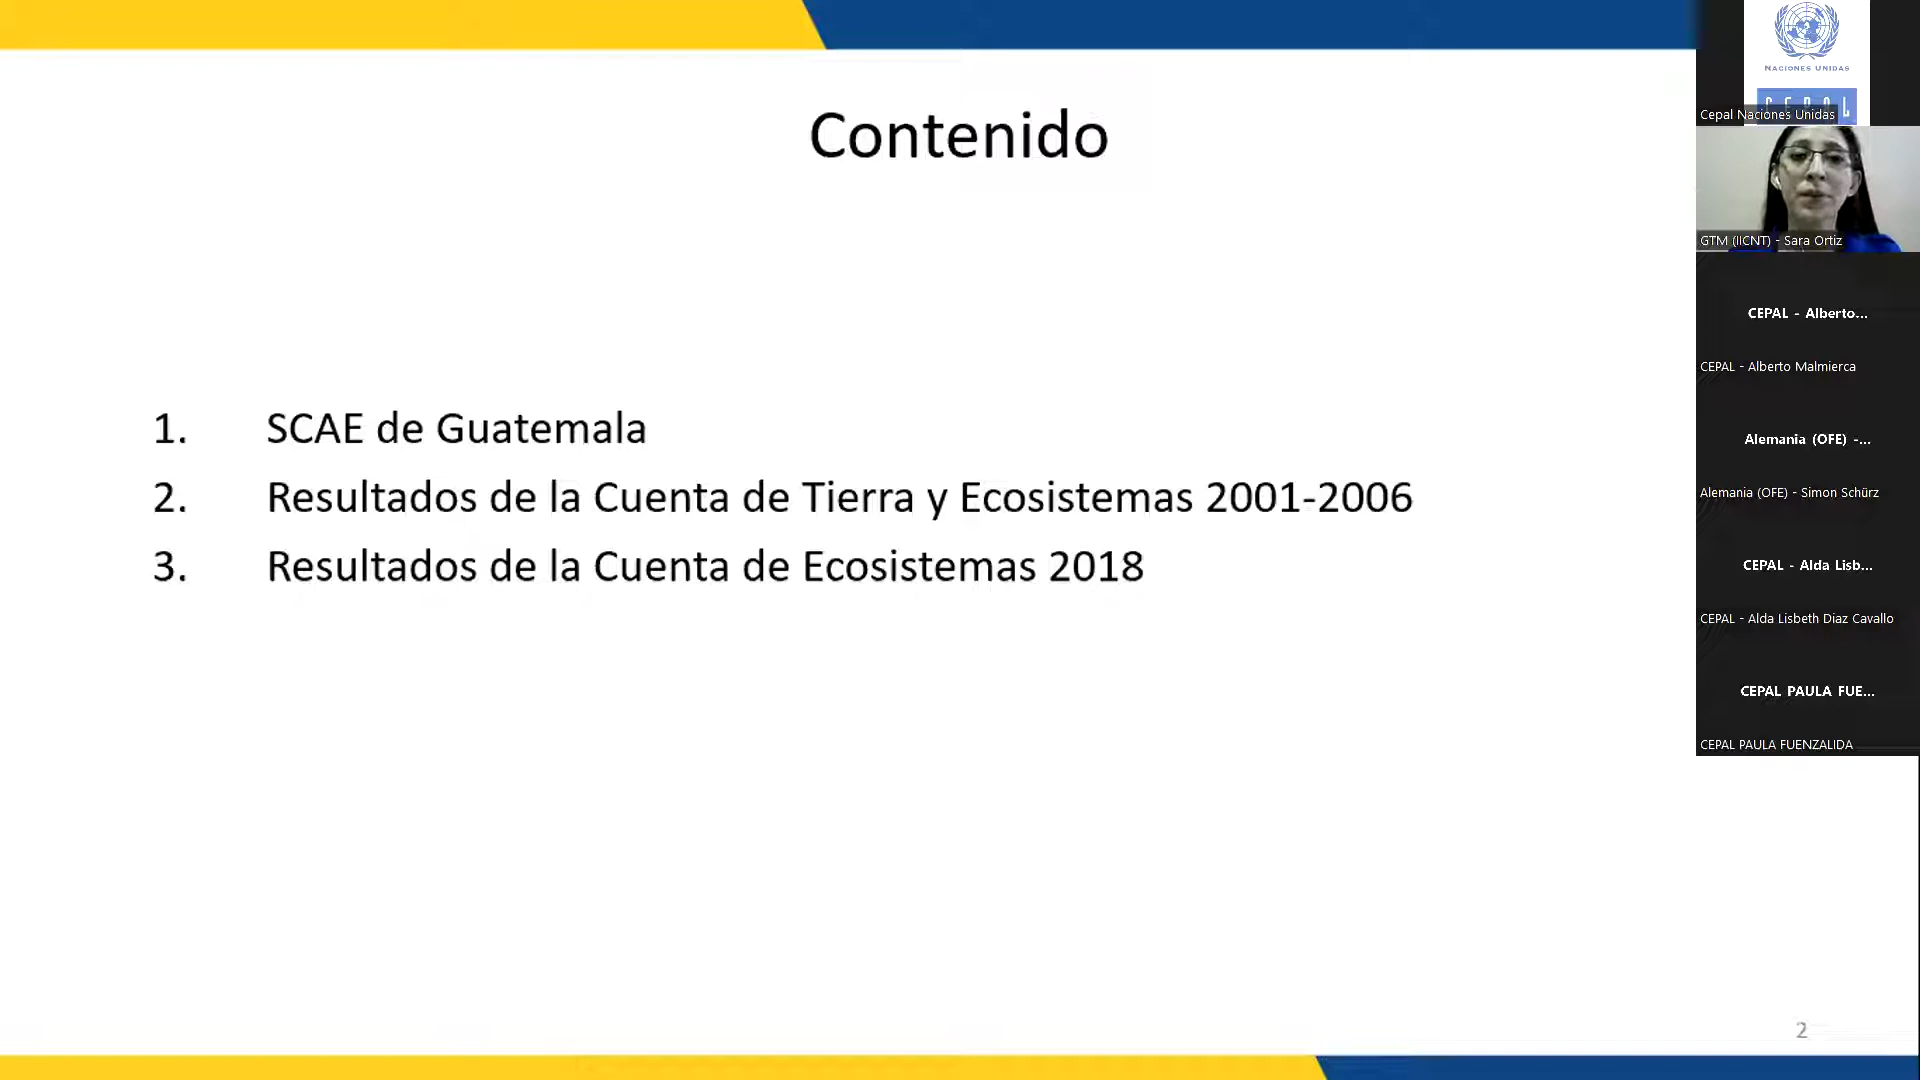 Contenido
1. SCAE de Guatemala
2. Resultados de la Cuenta de Tierra y Ecosistemas 2001-2006
3. Resultados de la Cuenta de Ecosistemas 2018
2
NACIONES UNIDAS
CEPAL
Cepal Naciones Unidas
GTM (IICNT) - Sara Ortiz
CEPAL - Alberto...
CEPAL - Alberto Malmierca
Alemania (OFE) -...
Alemania (OFE) - Simon Schürz
CEPAL - Alda Lisb...
CEPAL - Alda Lisbeth Díaz Cavallo
CEPAL PAULA FUE...
CEPAL PAULA FUENZALIDA